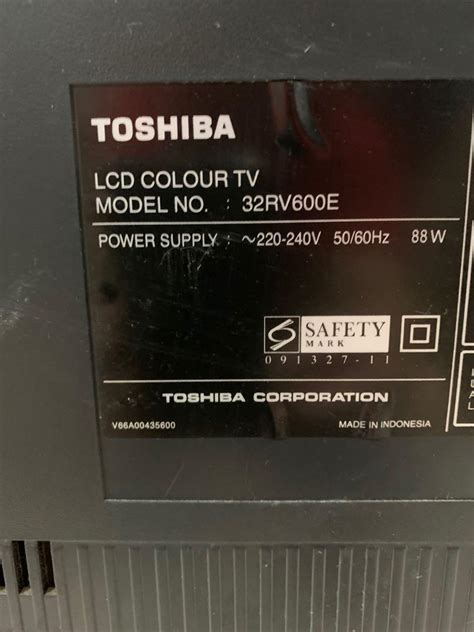 TOSHIBA
LCD COLOUR TV
MODEL NO. : 32RV600E
POWER SUPPLY : ~220-240V 50/60Hz 88W
SAFETY
MARK
091327-11
TOSHIBA CORPORATION
V66A00435600
MADE IN INDONESIA